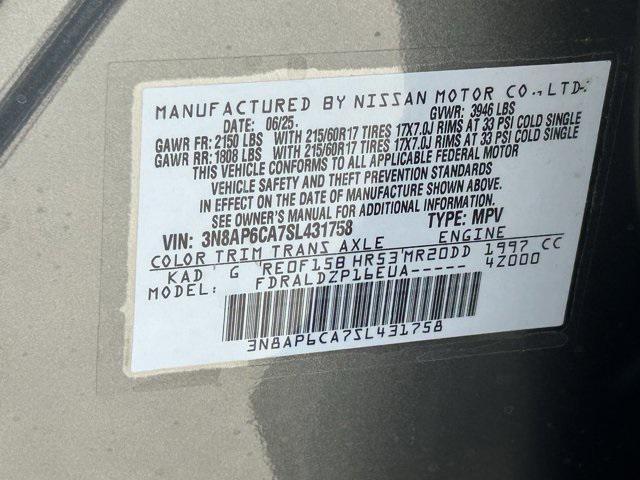 MANUFACTURED BY NISSAN MOTOR CO.,LTD.
DATE: 06/25. GVWR: 3946 LBS
GAWR FR: 2150 LBS WITH 215/60R17 TIRES 17X7.0J RIMS AT 33 PSI COLD SINGLE
GAWR RR: 1808 LBS WITH 215/60R17 TIRES 17X7.0J RIMS AT 33 PSI COLD SINGLE
THIS VEHICLE CONFORMS TO ALL APPLICABLE FEDERAL MOTOR
VEHICLE SAFETY AND THEFT PREVENTION STANDARDS
IN EFFECT ON THE DATE OF MANUFACTURE SHOWN ABOVE.
SEE OWNER'S MANUAL FOR ADDITIONAL INFORMATION.
VIN: 3N8AP6CA7SL431758 TYPE: MPV
COLOR TRIM TRANS AXLE ENGINE
KAD G RE0F15B HR53 MR20DD 1997 CC
MODEL: FDRALDZP16EUA----- 4Z000
3N8AP6CA7SL431758